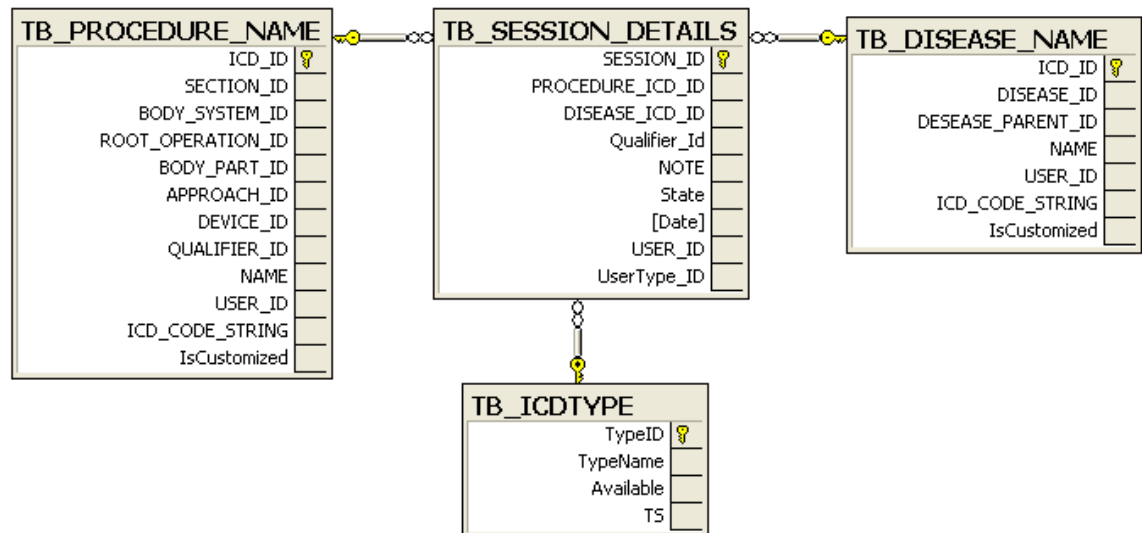 TB_PROCEDURE_NAME
ICD_ID
SECTION_ID
BODY_SYSTEM_ID
ROOT_OPERATION_ID
BODY_PART_ID
APPROACH_ID
DEVICE_ID
QUALIFIER_ID
NAME
USER_ID
ICD_CODE_STRING
IsCustomized
TB_SESSION_DETAILS
SESSION_ID
PROCEDURE_ICD_ID
DISEASE_ICD_ID
Qualifier_Id
NOTE
State
[Date]
USER_ID
UserType_ID
TB_DISEASE_NAME
ICD_ID
DISEASE_ID
DESEASE_PARENT_ID
NAME
USER_ID
ICD_CODE_STRING
IsCustomized
TB_ICDTYPE
TypeID
TypeName
Available
TS